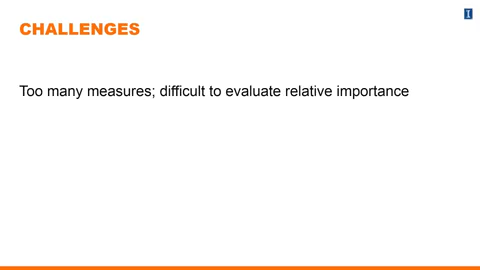 CHALLENGES
Too many measures; difficult to evaluate relative importance